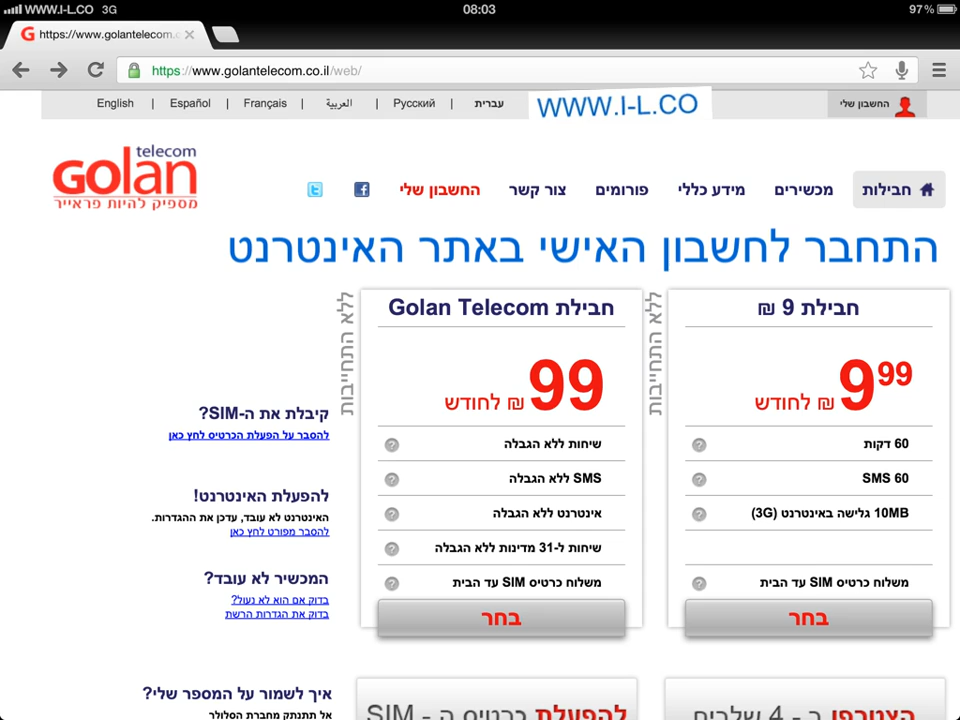 WWW.I-L.CO 3G 08:03 97%
https://www.golantelecom.c
https://www.golantelecom.co.il/web/
English | Español | Français | العربية | Русский | עברית
WWW.I-L.CO
החשבון שלי
telecom
Golan
מספיק להיות פראייר
חבילות מכשירים מידע כללי פורומים צור קשר החשבון שלי
התחבר לחשבון האישי באתר האינטרנט
חבילת 9 ₪
ללא התחייבות
9.99 ₪ לחודש
60 דקות
60 SMS
10MB גלישה באינטרנט (3G)
משלוח כרטיס SIM עד הבית
בחר
חבילת Golan Telecom
ללא התחייבות
99 ₪ לחודש
שיחות ללא הגבלה
SMS ללא הגבלה
אינטרנט ללא הגבלה
שיחות ל-31 מדינות ללא הגבלה
משלוח כרטיס SIM עד הבית
בחר
קיבלת את ה-SIM?
להסבר על הפעלת הכרטיס לחץ כאן
להפעלת האינטרנט!
האינטרנט לא עובד, עדכן את ההגדרות.
להסבר מפורט לחץ כאן
המכשיר לא עובד?
בדוק אם הוא לא נעול?
בדוק את הגדרות הרשת
איך לשמור על המספר שלי?
אל תתנתק מחברת הסלולר
להפעלת כרטיס ה - SIM
הצטרפו ב - 4 שלבים